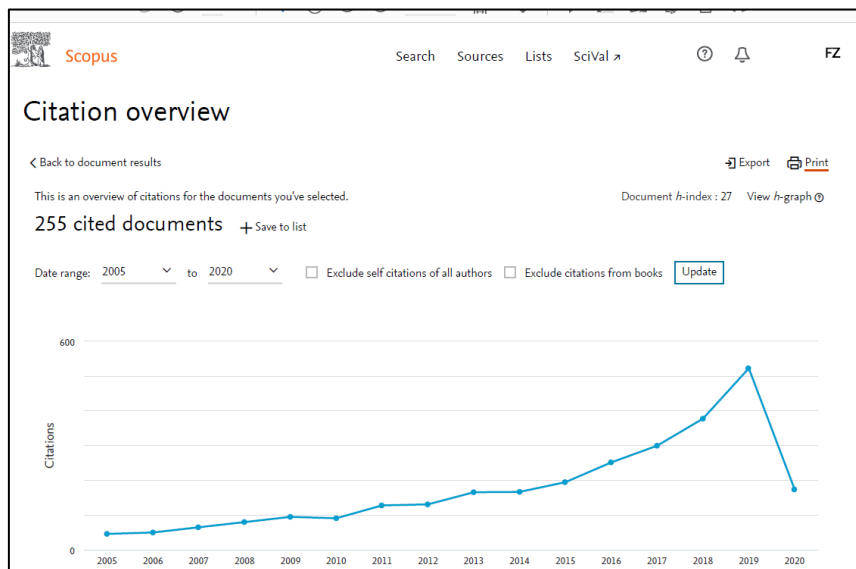 Scopus
Search Sources Lists SciVal ↗ FZ
Citation overview
Back to document results Export Print
This is an overview of citations for the documents you've selected. Document h-index : 27 View h-graph
255 cited documents + Save to list
Date range: 2005 to 2020 Exclude self citations of all authors Exclude citations from books Update
600
Citations
0
2005 2006 2007 2008 2009 2010 2011 2012 2013 2014 2015 2016 2017 2018 2019 2020